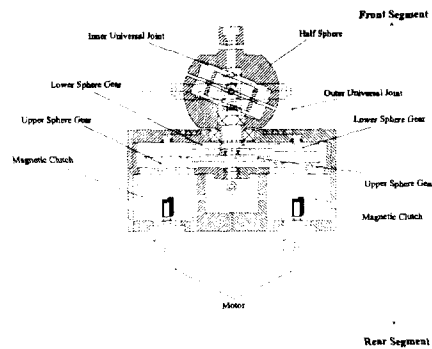 Front Segment
Inner Universal Joint
Half Sphere
Lower Sphere Gear
Outer Universal Joint
Upper Sphere Gear
Lower Sphere Gear
Magnetic Clutch
Upper Sphere Gear
Magnetic Clutch
Motor
Rear Segment